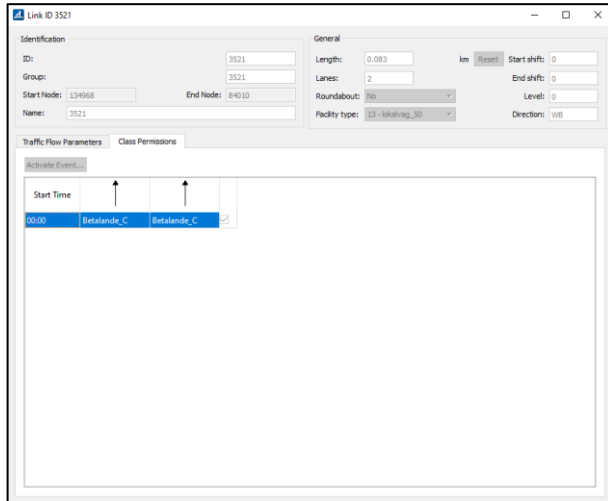 Link ID 3521
Identification
ID: 3521
Group: 3521
Start Node: 134968 End Node: 84010
Name: 3521
General
Length: 0.083 km Reset Start shift: 0
Lanes: 2 End shift: 0
Roundabout: No Level: 0
Facility type: 13 - lokalvag_50 Direction: WB
Traffic Flow Parameters Class Permissions
Activate Event...
Start Time
00:00 Betalande_C Betalande_C